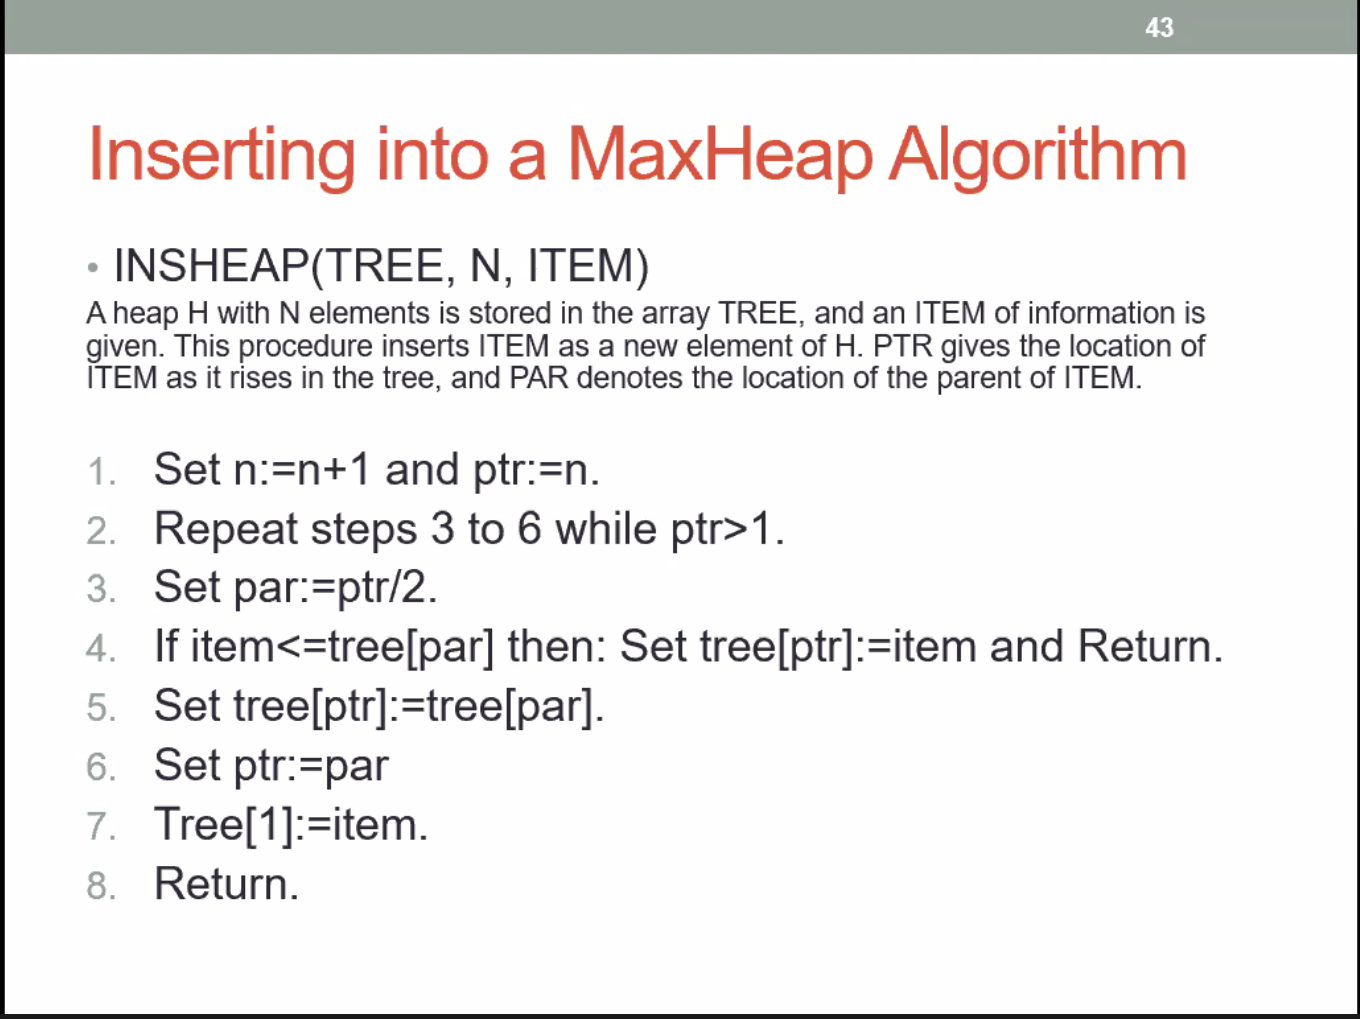 43
Inserting into a MaxHeap Algorithm
• INSHEAP(TREE, N, ITEM)
A heap H with N elements is stored in the array TREE, and an ITEM of information is
given. This procedure inserts ITEM as a new element of H. PTR gives the location of
ITEM as it rises in the tree, and PAR denotes the location of the parent of ITEM.
1. Set n:=n+1 and ptr:=n.
2. Repeat steps 3 to 6 while ptr>1.
3. Set par:=ptr/2.
4. If item<=tree[par] then: Set tree[ptr]:=item and Return.
5. Set tree[ptr]:=tree[par].
6. Set ptr:=par
7. Tree[1]:=item.
8. Return.